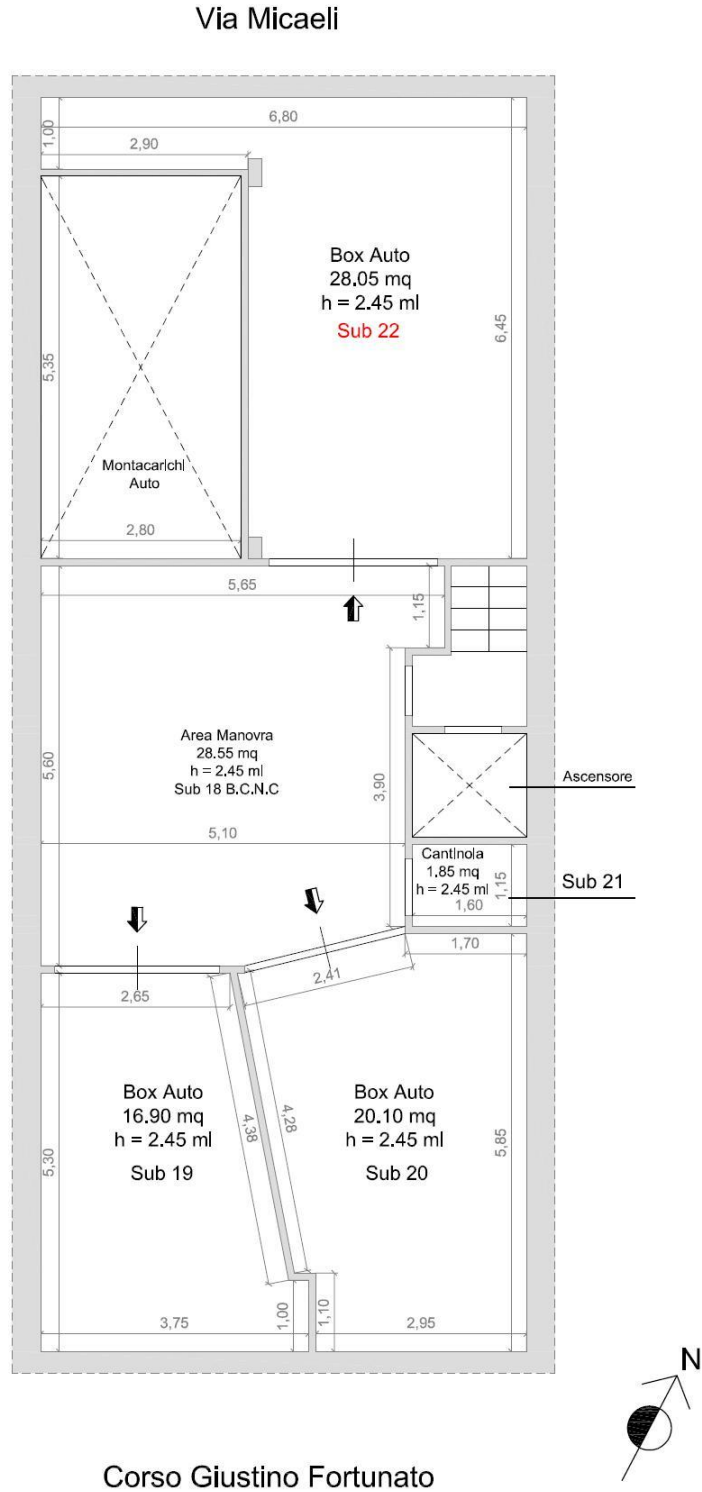 Via Micaeli
6,80
1,00
2,90
Box Auto
28.05 mq
h = 2.45 ml
Sub 22
6,45
5,35
Montacarichi
Auto
2,80
5,65
1,15
Area Manovra
28.55 mq
h = 2.45 ml
Sub 18 B.C.N.C
5,60
3,90
Ascensore
5,10
Cantinola
1.85 mq
h = 2.45 ml
1,15
1,60
Sub 21
1,70
2,41
2,65
Box Auto
16.90 mq
h = 2.45 ml
Sub 19
4,38
4,28
Box Auto
20.10 mq
h = 2.45 ml
Sub 20
5,30
5,85
3,75
1,00
1,10
2,95
N
Corso Giustino Fortunato